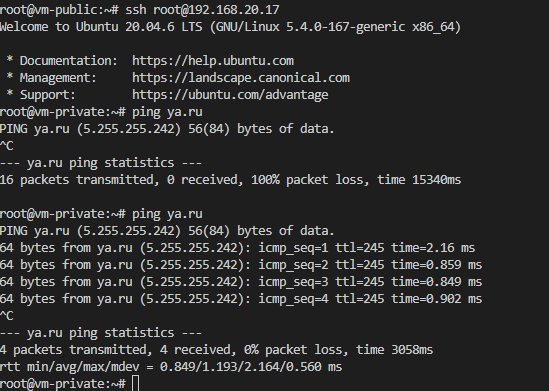 root@vm-public:~# ssh root@192.168.20.17
Welcome to Ubuntu 20.04.6 LTS (GNU/Linux 5.4.0-167-generic x86_64)
* Documentation:  https://help.ubuntu.com
* Management:     https://landscape.canonical.com
* Support:        https://ubuntu.com/advantage
root@vm-private:~# ping ya.ru
PING ya.ru (5.255.255.242) 56(84) bytes of data.
^C
--- ya.ru ping statistics ---
16 packets transmitted, 0 received, 100% packet loss, time 15340ms
root@vm-private:~# ping ya.ru
PING ya.ru (5.255.255.242) 56(84) bytes of data.
64 bytes from ya.ru (5.255.255.242): icmp_seq=1 ttl=245 time=2.16 ms
64 bytes from ya.ru (5.255.255.242): icmp_seq=2 ttl=245 time=0.859 ms
64 bytes from ya.ru (5.255.255.242): icmp_seq=3 ttl=245 time=0.849 ms
64 bytes from ya.ru (5.255.255.242): icmp_seq=4 ttl=245 time=0.902 ms
^C
--- ya.ru ping statistics ---
4 packets transmitted, 4 received, 0% packet loss, time 3058ms
rtt min/avg/max/mdev = 0.849/1.193/2.164/0.560 ms
root@vm-private:~#